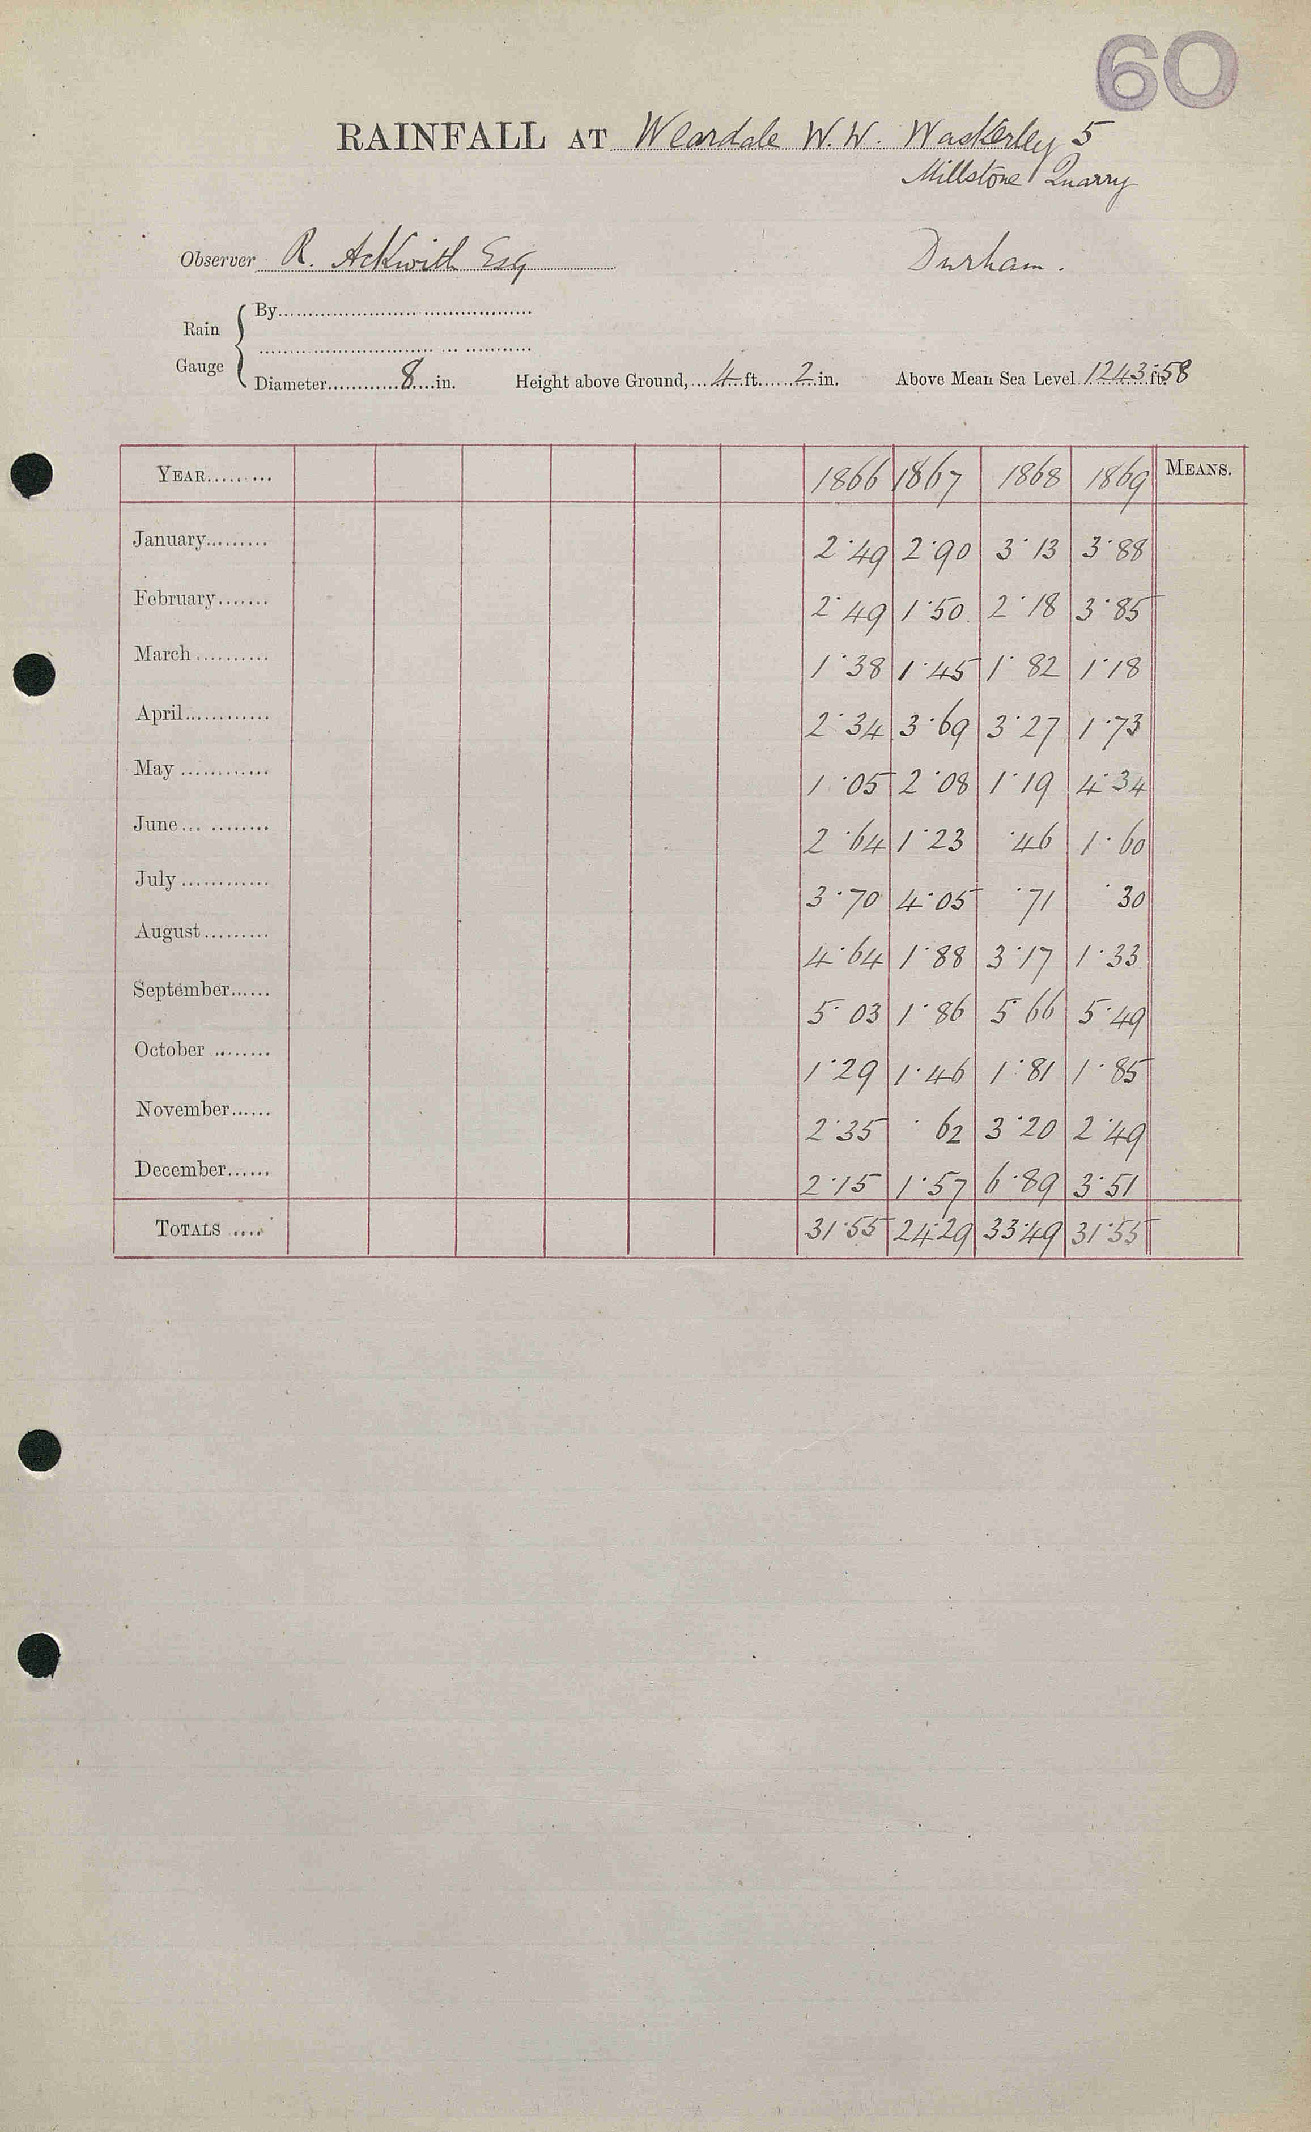 60
RAINFALL AT Weardale W.W. Waskerley 5
Millstone Quarry
Observer R. Askwith Esq Durham.
Rain Gauge
By
Diameter 8 in. Height above Ground, 4 ft. 2 in. Above Mean Sea Level 1243 ft. 58
YEAR 1866 1867 1868 1869 MEANS.
January 2·49 2·90 3·13 3·88
February 2·49 1·50 2·18 3·85
March 1·38 1·45 1·82 1·18
April 2·34 3·69 3·27 1·73
May 1·05 2·08 1·19 4·34
June 2·64 1·23 ·46 1·60
July 3·70 4·05 ·71 ·30
August 4·64 1·88 3·17 1·33
September 5·03 1·86 5·66 5·49
October 1·29 1·46 1·81 1·85
November 2·35 ·62 3·20 2·49
December 2·15 1·57 6·89 3·51
TOTALS 31·55 24·29 33·49 31·55